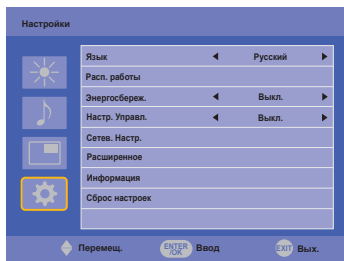 Настройки
Язык Русский
Расп. работы
Энергосбереж. Выкл.
Настр. Управл. Выкл.
Сетев. Настр.
Расширенное
Информация
Сброс настроек
Перемещ. ENTER /OK Ввод EXIT Вых.